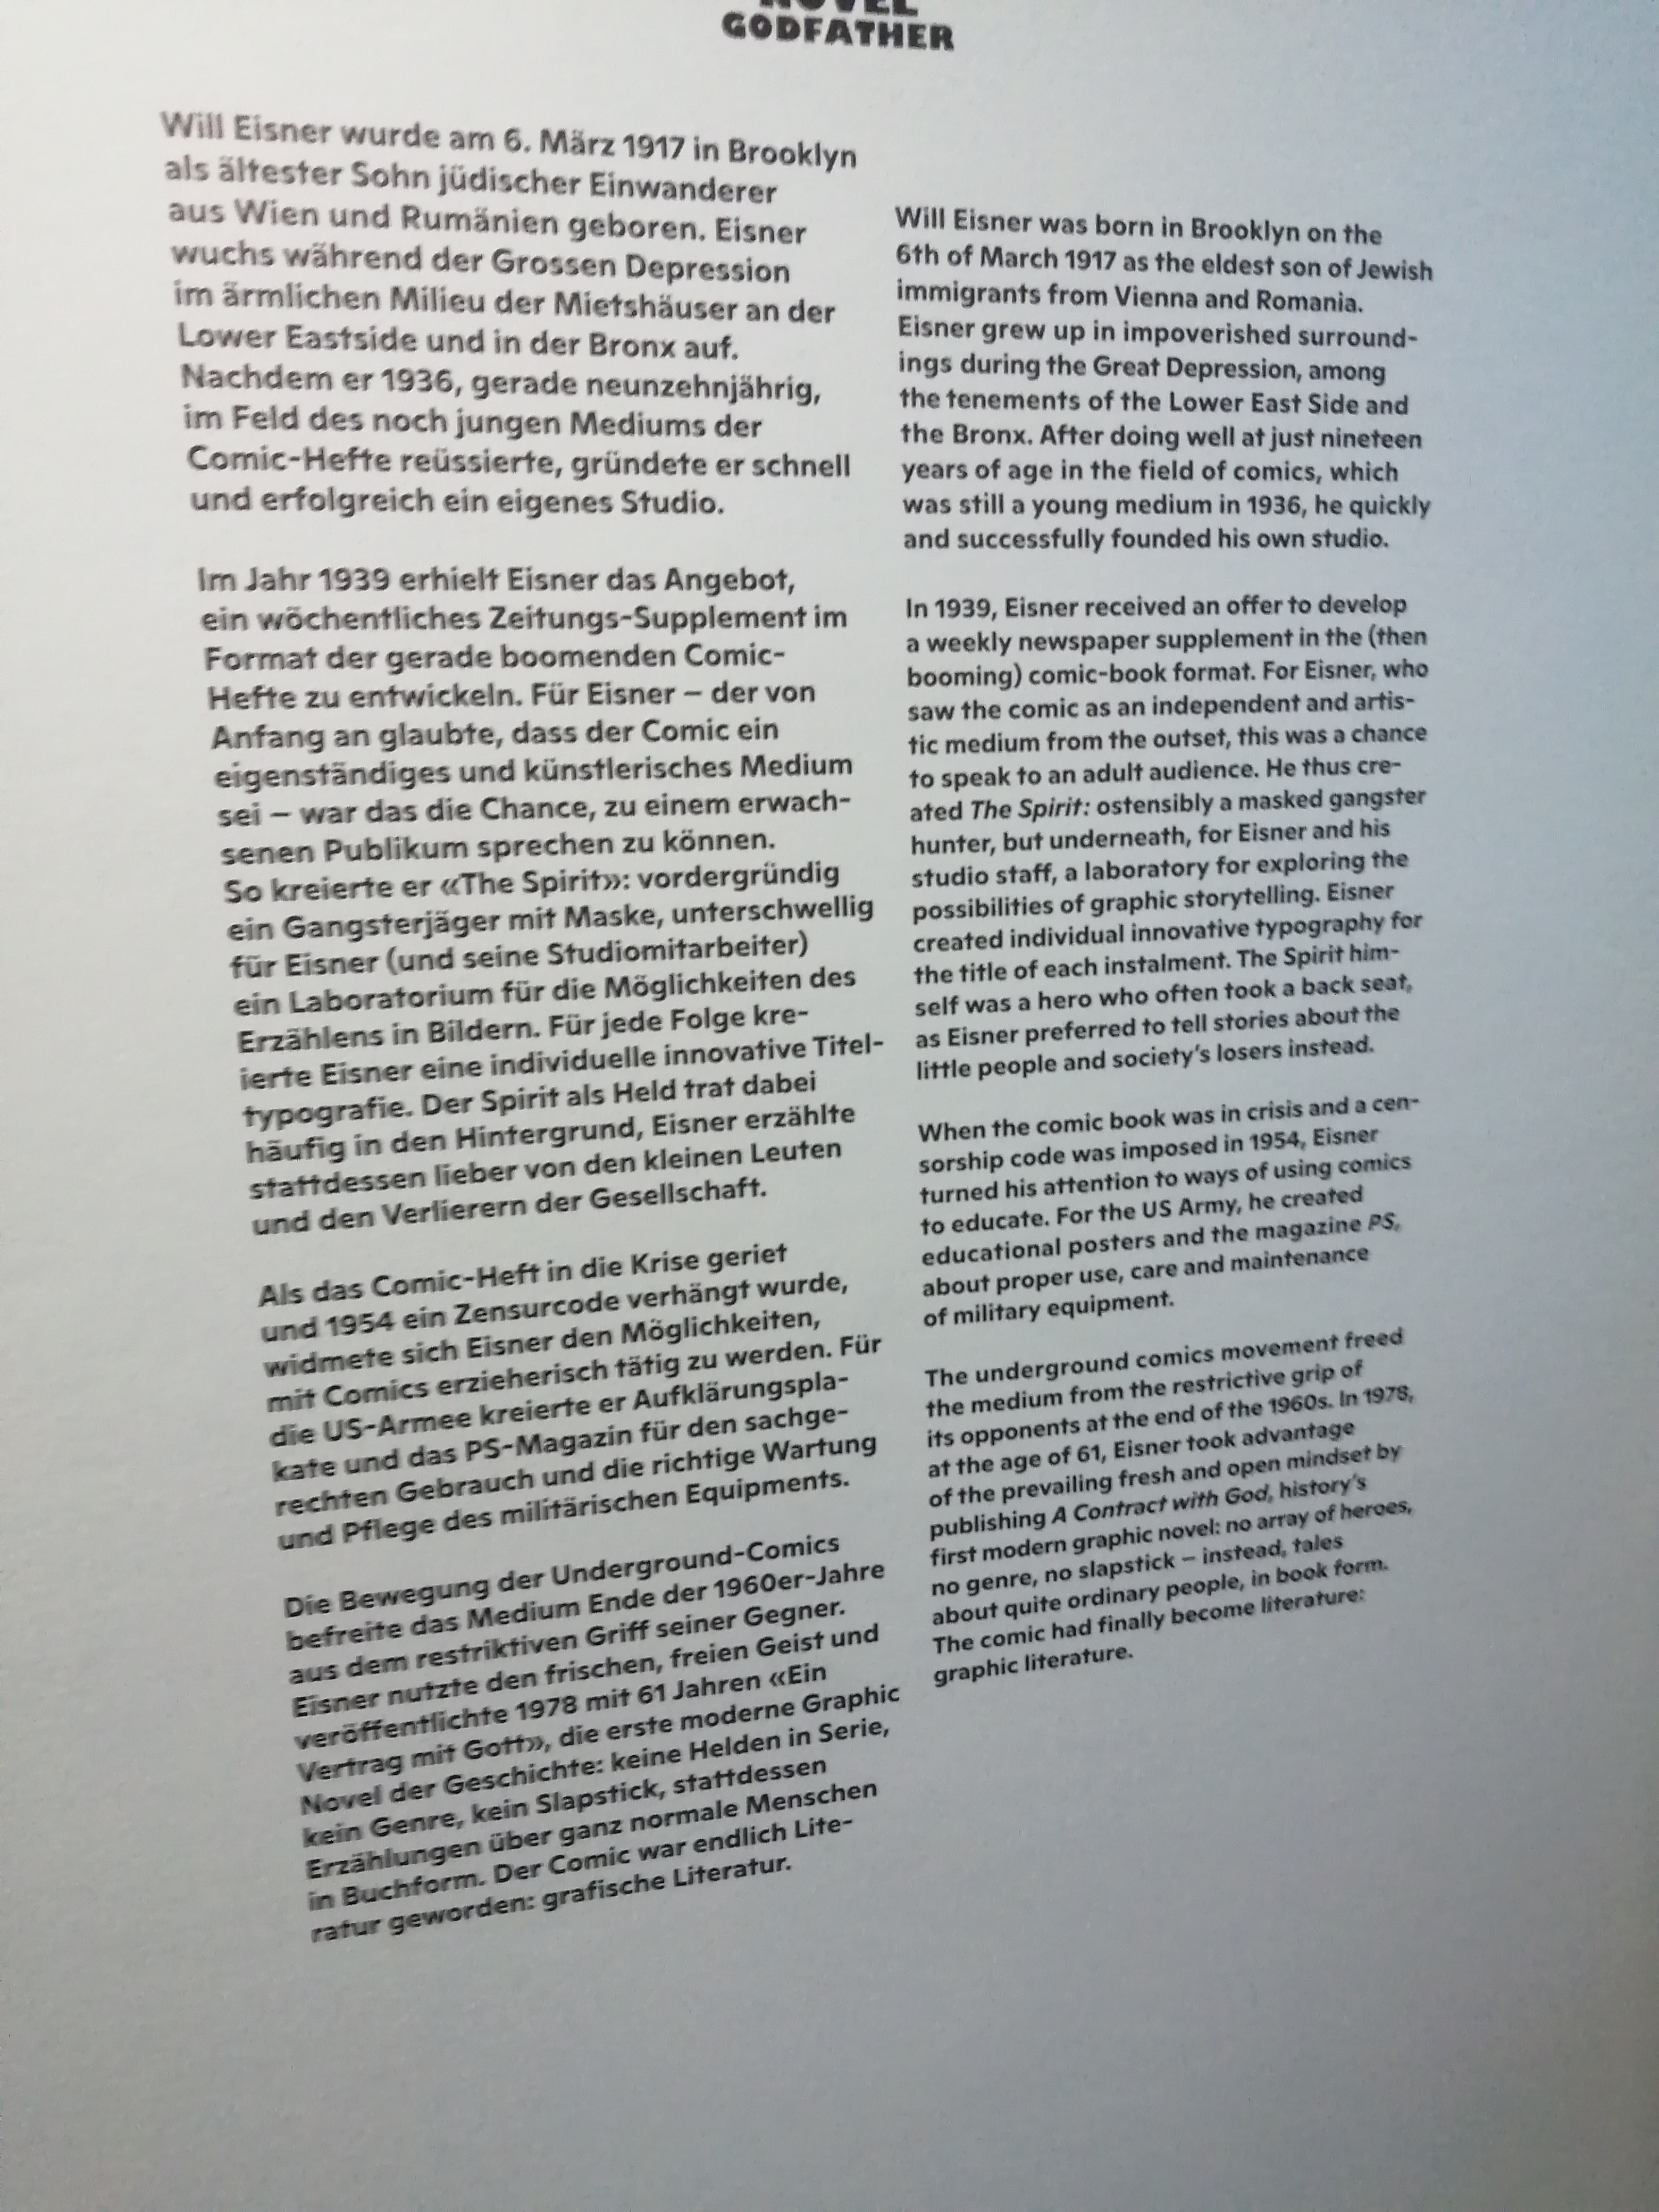 NOVEL
GODFATHER
Will Eisner wurde am 6. März 1917 in Brooklyn
als ältester Sohn jüdischer Einwanderer
aus Wien und Rumänien geboren. Eisner
wuchs während der Grossen Depression
im ärmlichen Milieu der Mietshäuser an der
Lower Eastside und in der Bronx auf.
Nachdem er 1936, gerade neunzehnjährig,
im Feld des noch jungen Mediums der
Comic-Hefte reüssierte, gründete er schnell
und erfolgreich ein eigenes Studio.
Im Jahr 1939 erhielt Eisner das Angebot,
ein wöchentliches Zeitungs-Supplement im
Format der gerade boomenden Comic-
Hefte zu entwickeln. Für Eisner – der von
Anfang an glaubte, dass der Comic ein
eigenständiges und künstlerisches Medium
sei – war das die Chance, zu einem erwach-
senen Publikum sprechen zu können.
So kreierte er «The Spirit»: vordergründig
ein Gangsterjäger mit Maske, unterschwellig
für Eisner (und seine Studiomitarbeiter)
ein Laboratorium für die Möglichkeiten des
Erzählens in Bildern. Für jede Folge kre-
ierte Eisner eine individuelle innovative Titel-
typografie. Der Spirit als Held trat dabei
häufig in den Hintergrund, Eisner erzählte
stattdessen lieber von den kleinen Leuten
und den Verlierern der Gesellschaft.
Als das Comic-Heft in die Krise geriet
und 1954 ein Zensurcode verhängt wurde,
widmete sich Eisner den Möglichkeiten,
mit Comics erzieherisch tätig zu werden. Für
die US-Armee kreierte er Aufklärungspla-
kate und das PS-Magazin für den sachge-
rechten Gebrauch und die richtige Wartung
und Pflege des militärischen Equipments.
Die Bewegung der Underground-Comics
befreite das Medium Ende der 1960er-Jahre
aus dem restriktiven Griff seiner Gegner.
Eisner nutzte den frischen, freien Geist und
veröffentlichte 1978 mit 61 Jahren «Ein
Vertrag mit Gott», die erste moderne Graphic
Novel der Geschichte: keine Helden in Serie,
kein Genre, kein Slapstick, stattdessen
Erzählungen über ganz normale Menschen
in Buchform. Der Comic war endlich Lite-
ratur geworden: grafische Literatur.
Will Eisner was born in Brooklyn on the
6th of March 1917 as the eldest son of Jewish
immigrants from Vienna and Romania.
Eisner grew up in impoverished surround-
ings during the Great Depression, among
the tenements of the Lower East Side and
the Bronx. After doing well at just nineteen
years of age in the field of comics, which
was still a young medium in 1936, he quickly
and successfully founded his own studio.
In 1939, Eisner received an offer to develop
a weekly newspaper supplement in the (then
booming) comic-book format. For Eisner, who
saw the comic as an independent and artis-
tic medium from the outset, this was a chance
to speak to an adult audience. He thus cre-
ated The Spirit: ostensibly a masked gangster
hunter, but underneath, for Eisner and his
studio staff, a laboratory for exploring the
possibilities of graphic storytelling. Eisner
created individual innovative typography for
the title of each instalment. The Spirit him-
self was a hero who often took a back seat,
as Eisner preferred to tell stories about the
little people and society's losers instead.
When the comic book was in crisis and a cen-
sorship code was imposed in 1954, Eisner
turned his attention to ways of using comics
to educate. For the US Army, he created
educational posters and the magazine PS,
about proper use, care and maintenance
of military equipment.
The underground comics movement freed
the medium from the restrictive grip of
its opponents at the end of the 1960s. In 1978,
at the age of 61, Eisner took advantage
of the prevailing fresh and open mindset by
publishing A Contract with God, history's
first modern graphic novel: no array of heroes,
no genre, no slapstick – instead, tales
about quite ordinary people, in book form.
The comic had finally become literature:
graphic literature.